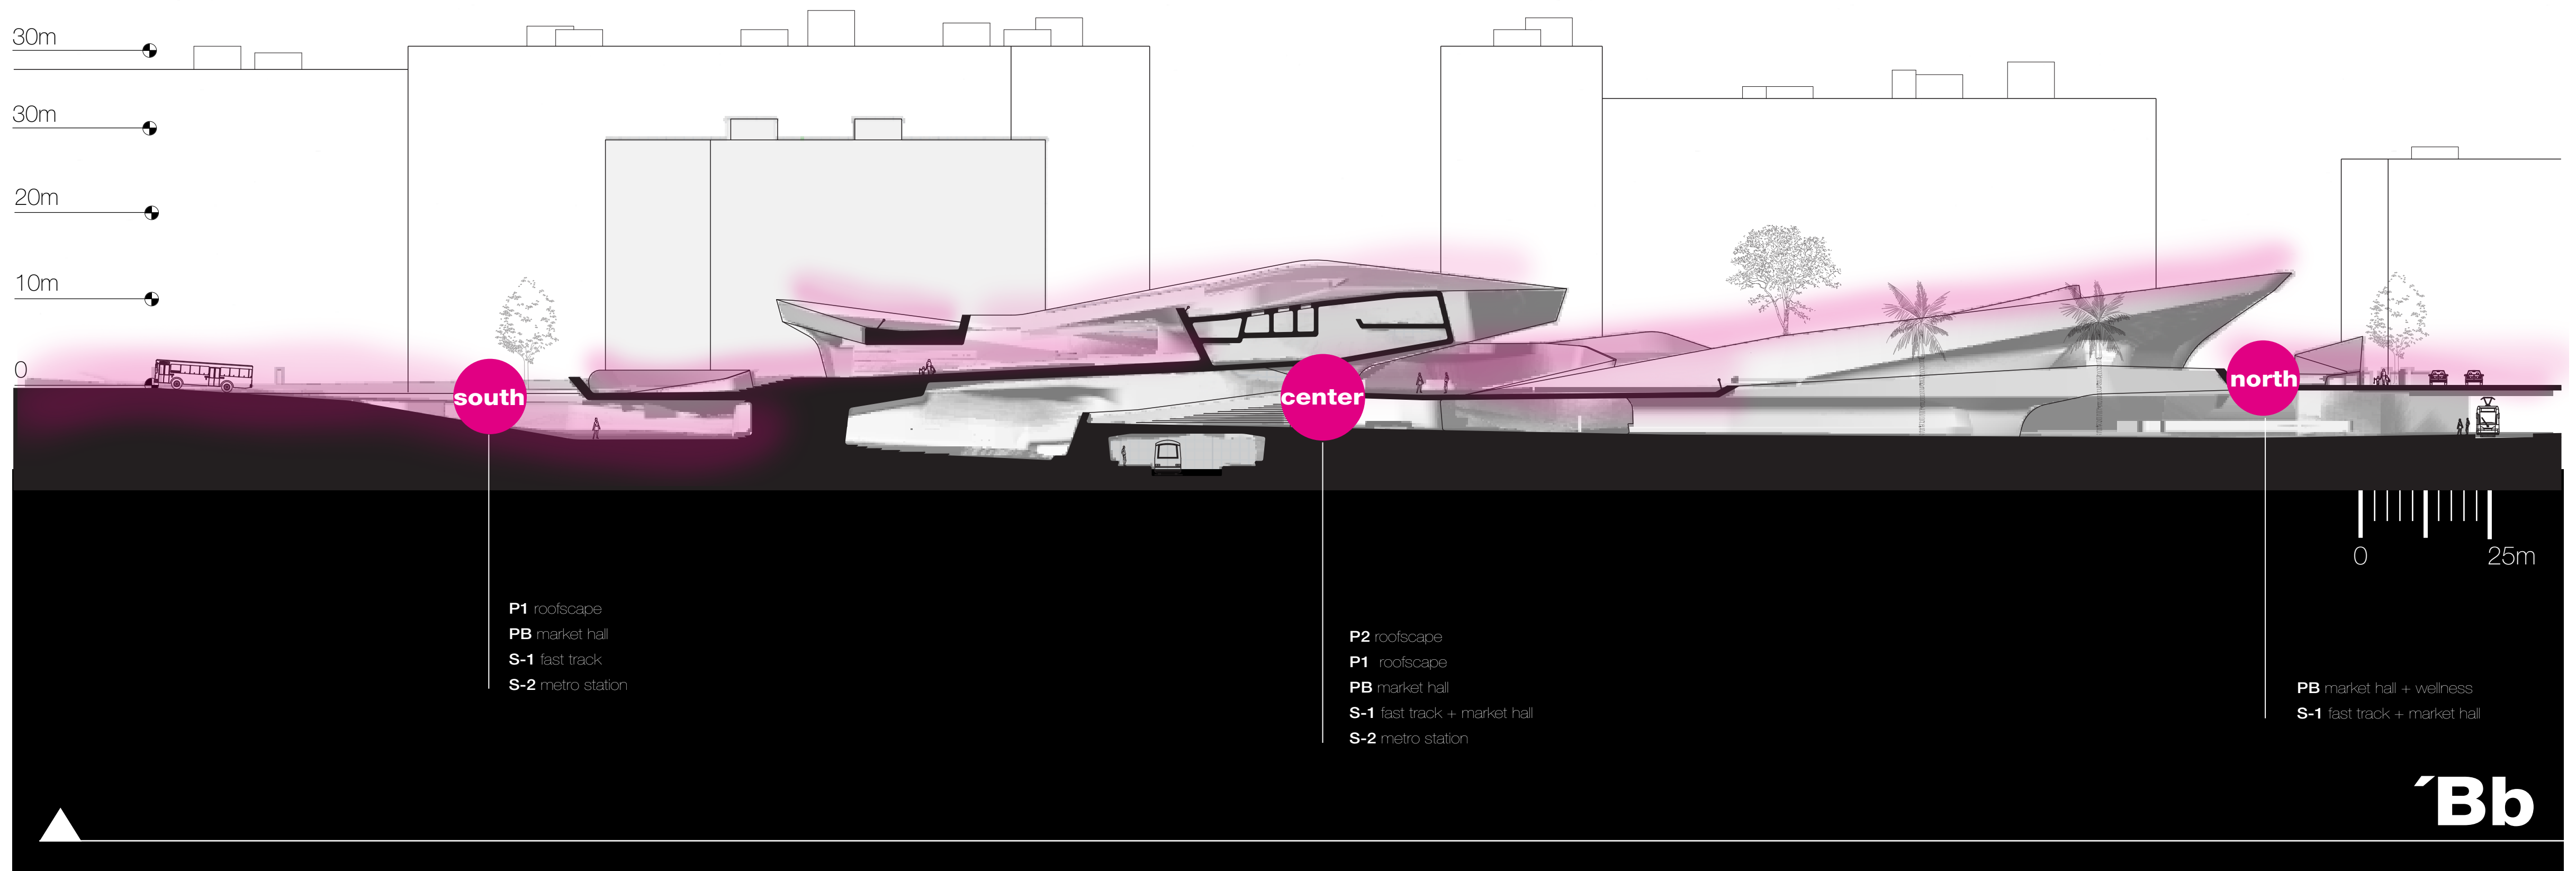 30m
30m
20m
10m
0
south
center
north
0 25m
P1 roofscape
PB market hall
S-1 fast track
S-2 metro station
P2 roofscape
P1 roofscape
PB market hall
S-1 fast track + market hall
S-2 metro station
PB market hall + wellness
S-1 fast track + market hall
´Bb